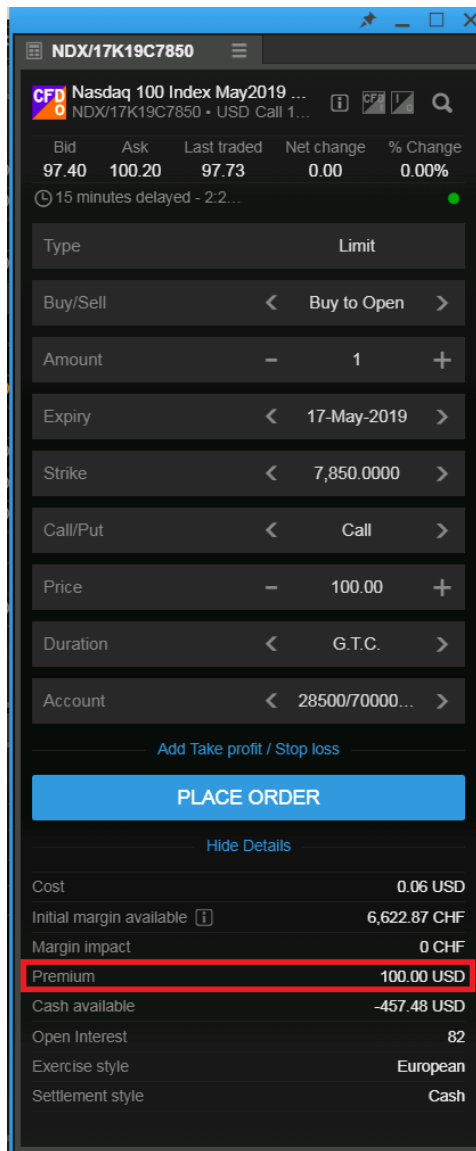 NDX/17K19C7850
CFD O Nasdaq 100 Index May2019 ...
NDX/17K19C7850 • USD Call 1...
Bid Ask Last traded Net change % Change
97.40 100.20 97.73 0.00 0.00%
15 minutes delayed - 2:2...
Type Limit
Buy/Sell Buy to Open
Amount - 1 +
Expiry 17-May-2019
Strike 7,850.0000
Call/Put Call
Price - 100.00 +
Duration G.T.C.
Account 28500/70000...
Add Take profit / Stop loss
PLACE ORDER
Hide Details
Cost 0.06 USD
Initial margin available 6,622.87 CHF
Margin impact 0 CHF
Premium 100.00 USD
Cash available -457.48 USD
Open Interest 82
Exercise style European
Settlement style Cash